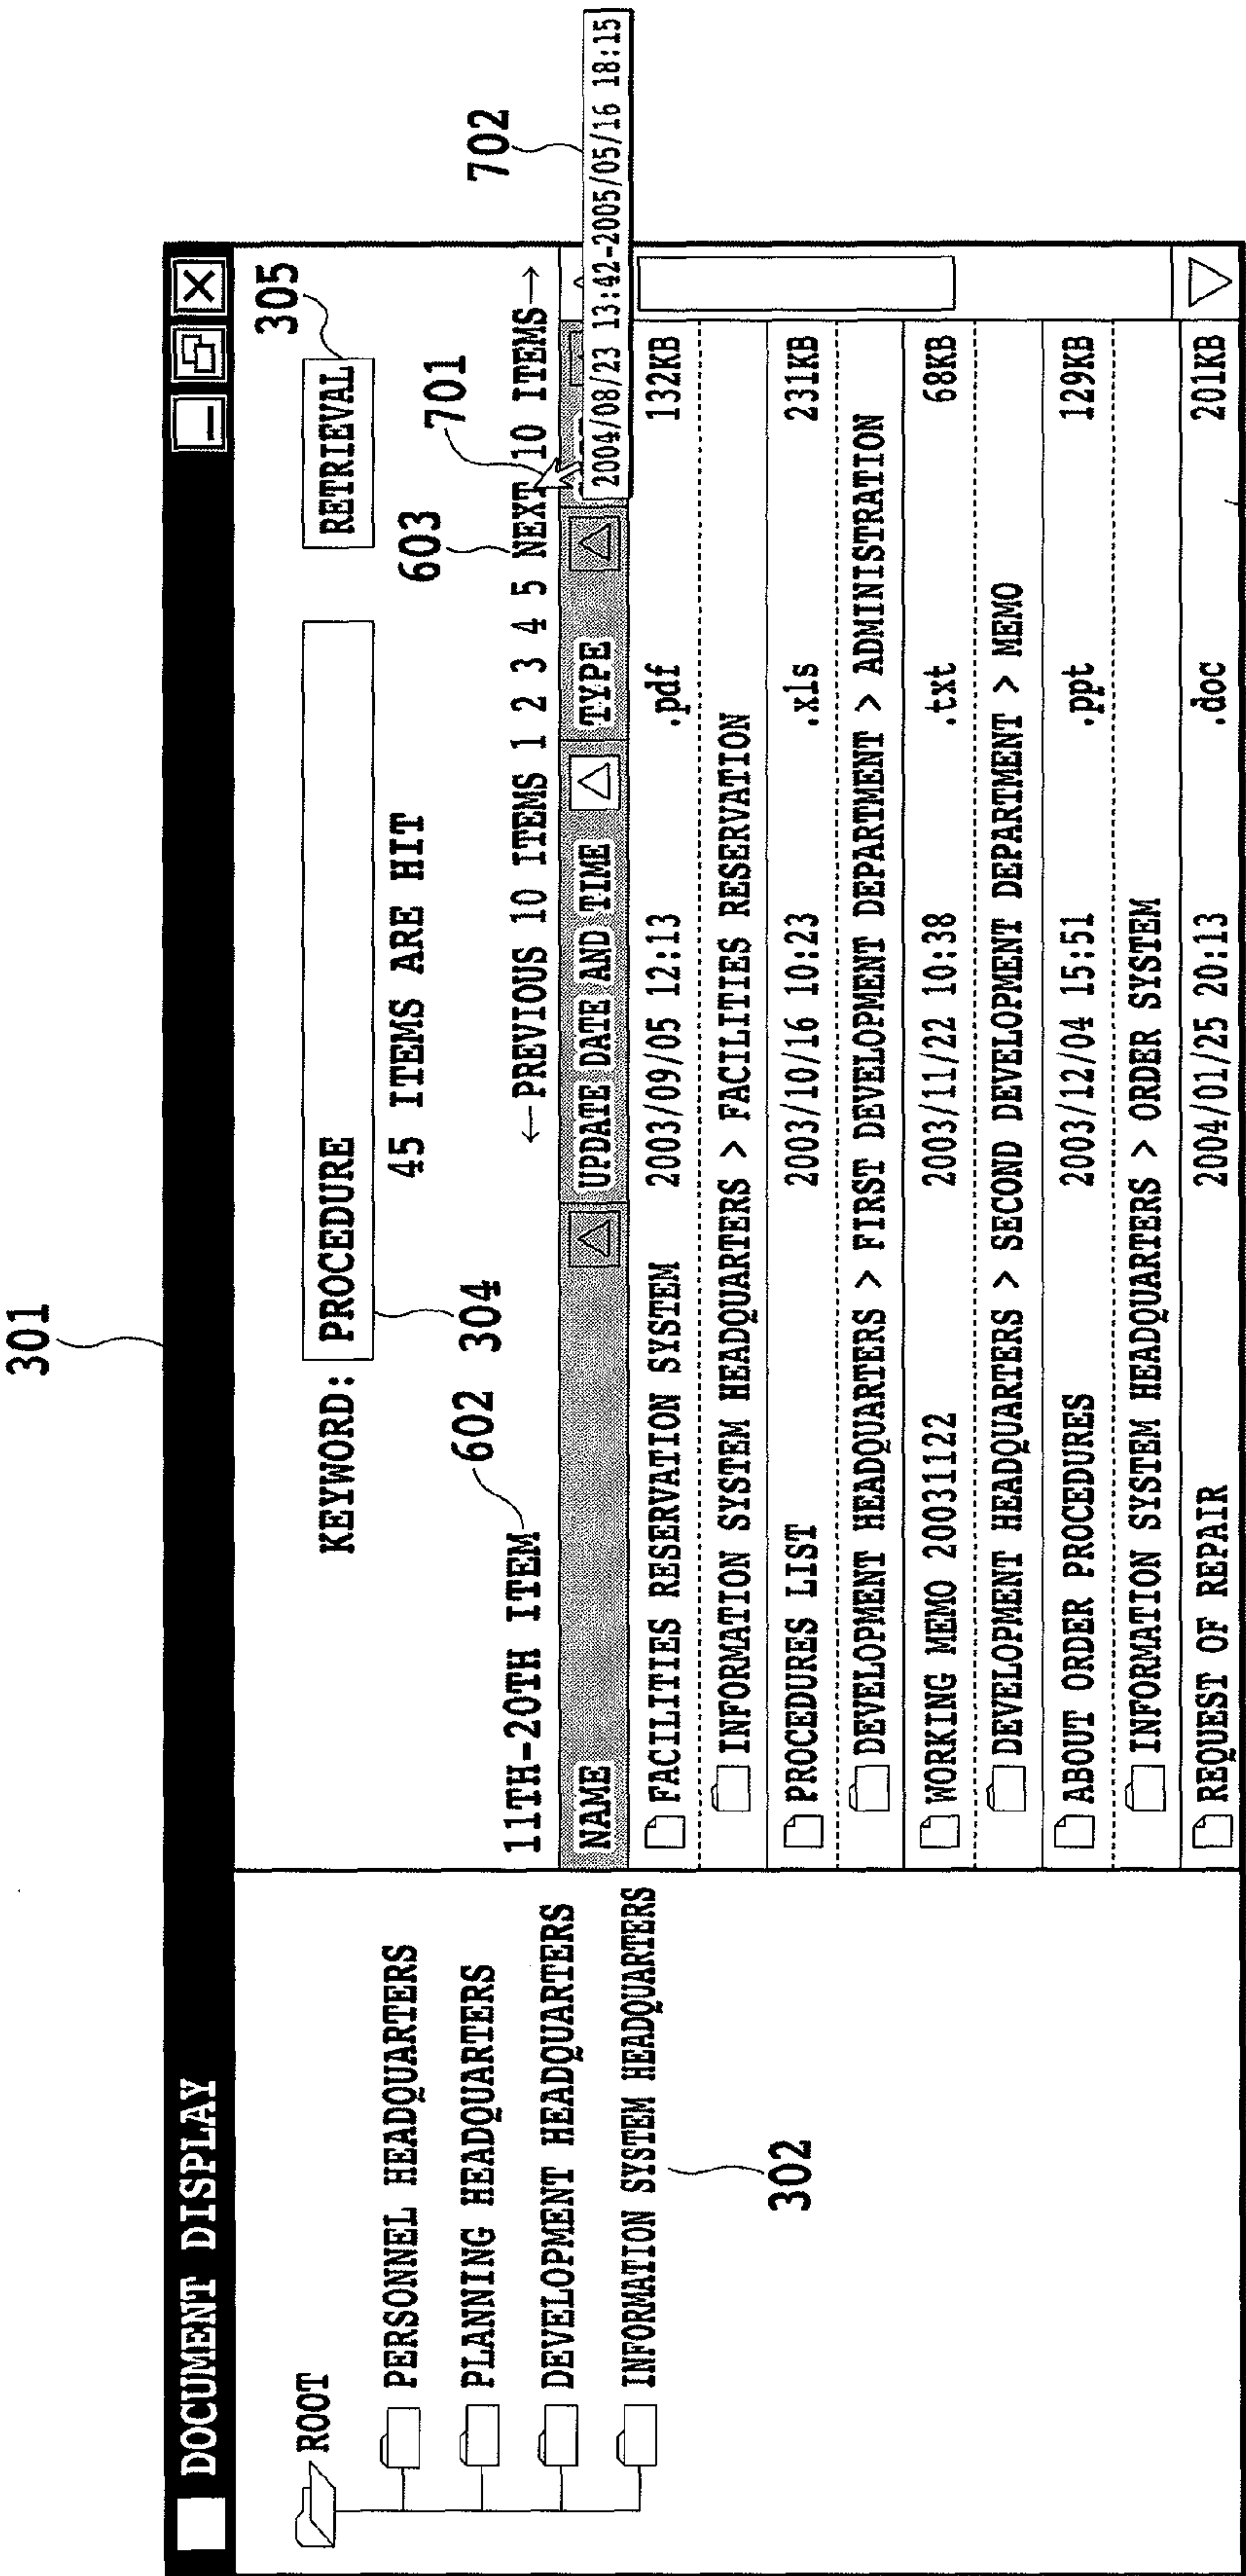 301
DOCUMENT DISPLAY
ROOT
PERSONNEL HEADQUARTERS
PLANNING HEADQUARTERS
DEVELOPMENT HEADQUARTERS
INFORMATION SYSTEM HEADQUARTERS
302
KEYWORD: PROCEDURE
RETRIEVAL
305
304
45 ITEMS ARE HIT
602
603
701
702
11TH-20TH ITEM
←PREVIOUS 10 ITEMS 1 2 3 4 5 NEXT 10 ITEMS→
NAME UPDATE DATE AND TIME TYPE
2004/08/23 13:42-2005/05/16 18:15
FACILITIES RESERVATION SYSTEM 2003/09/05 12:13 .pdf 132KB
INFORMATION SYSTEM HEADQUARTERS > FACILITIES RESERVATION
PROCEDURES LIST 2003/10/16 10:23 .xls 231KB
DEVELOPMENT HEADQUARTERS > FIRST DEVELOPMENT DEPARTMENT > ADMINISTRATION
WORKING MEMO 20031122 2003/11/22 10:38 .txt 68KB
DEVELOPMENT HEADQUARTERS > SECOND DEVELOPMENT DEPARTMENT > MEMO
ABOUT ORDER PROCEDURES 2003/12/04 15:51 .ppt 129KB
INFORMATION SYSTEM HEADQUARTERS > ORDER SYSTEM
REQUEST OF REPAIR 2004/01/25 20:13 .doc 201KB